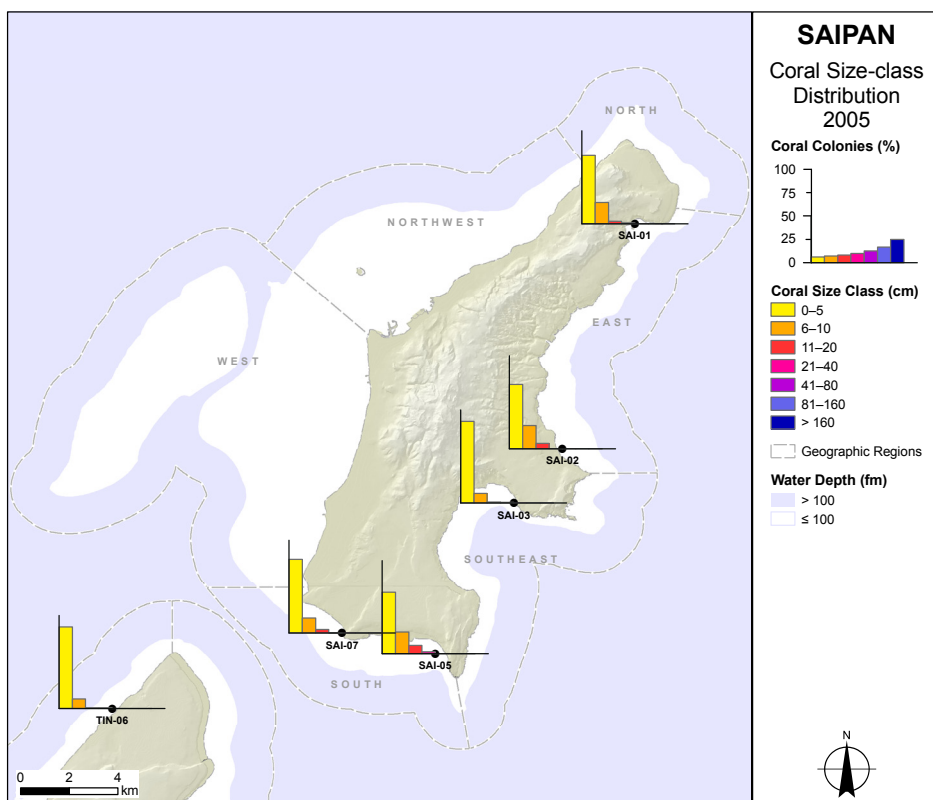 SAIPAN
Coral Size-class
Distribution
2005
Coral Colonies (%)
100
75
50
25
0
Coral Size Class (cm)
0–5
6–10
11–20
21–40
41–80
81–160
> 160
Geographic Regions
Water Depth (fm)
> 100
≤ 100
N
NORTH
NORTHWEST
SAI-01
EAST
WEST
SAI-02
SAI-03
SOUTHEAST
SAI-07
SAI-05
SOUTH
TIN-06
0 2 4
km